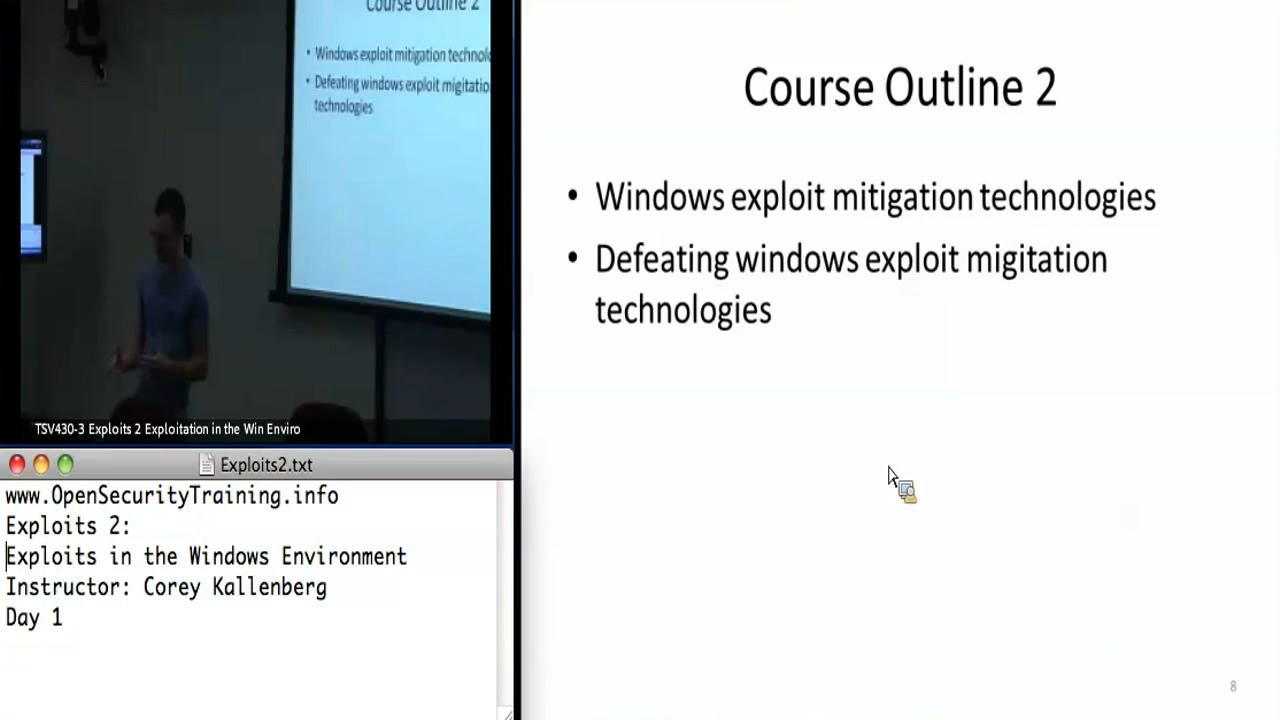 Course Outline 2
• Windows exploit mitigation technol
• Defeating windows exploit migitatio
technologies
TSV430-3 Exploits 2 Exploitation in the Win Enviro
Exploits2.txt
www.OpenSecurityTraining.info
Exploits 2:
Exploits in the Windows Environment
Instructor: Corey Kallenberg
Day 1
Course Outline 2
• Windows exploit mitigation technologies
• Defeating windows exploit migitation
technologies
8